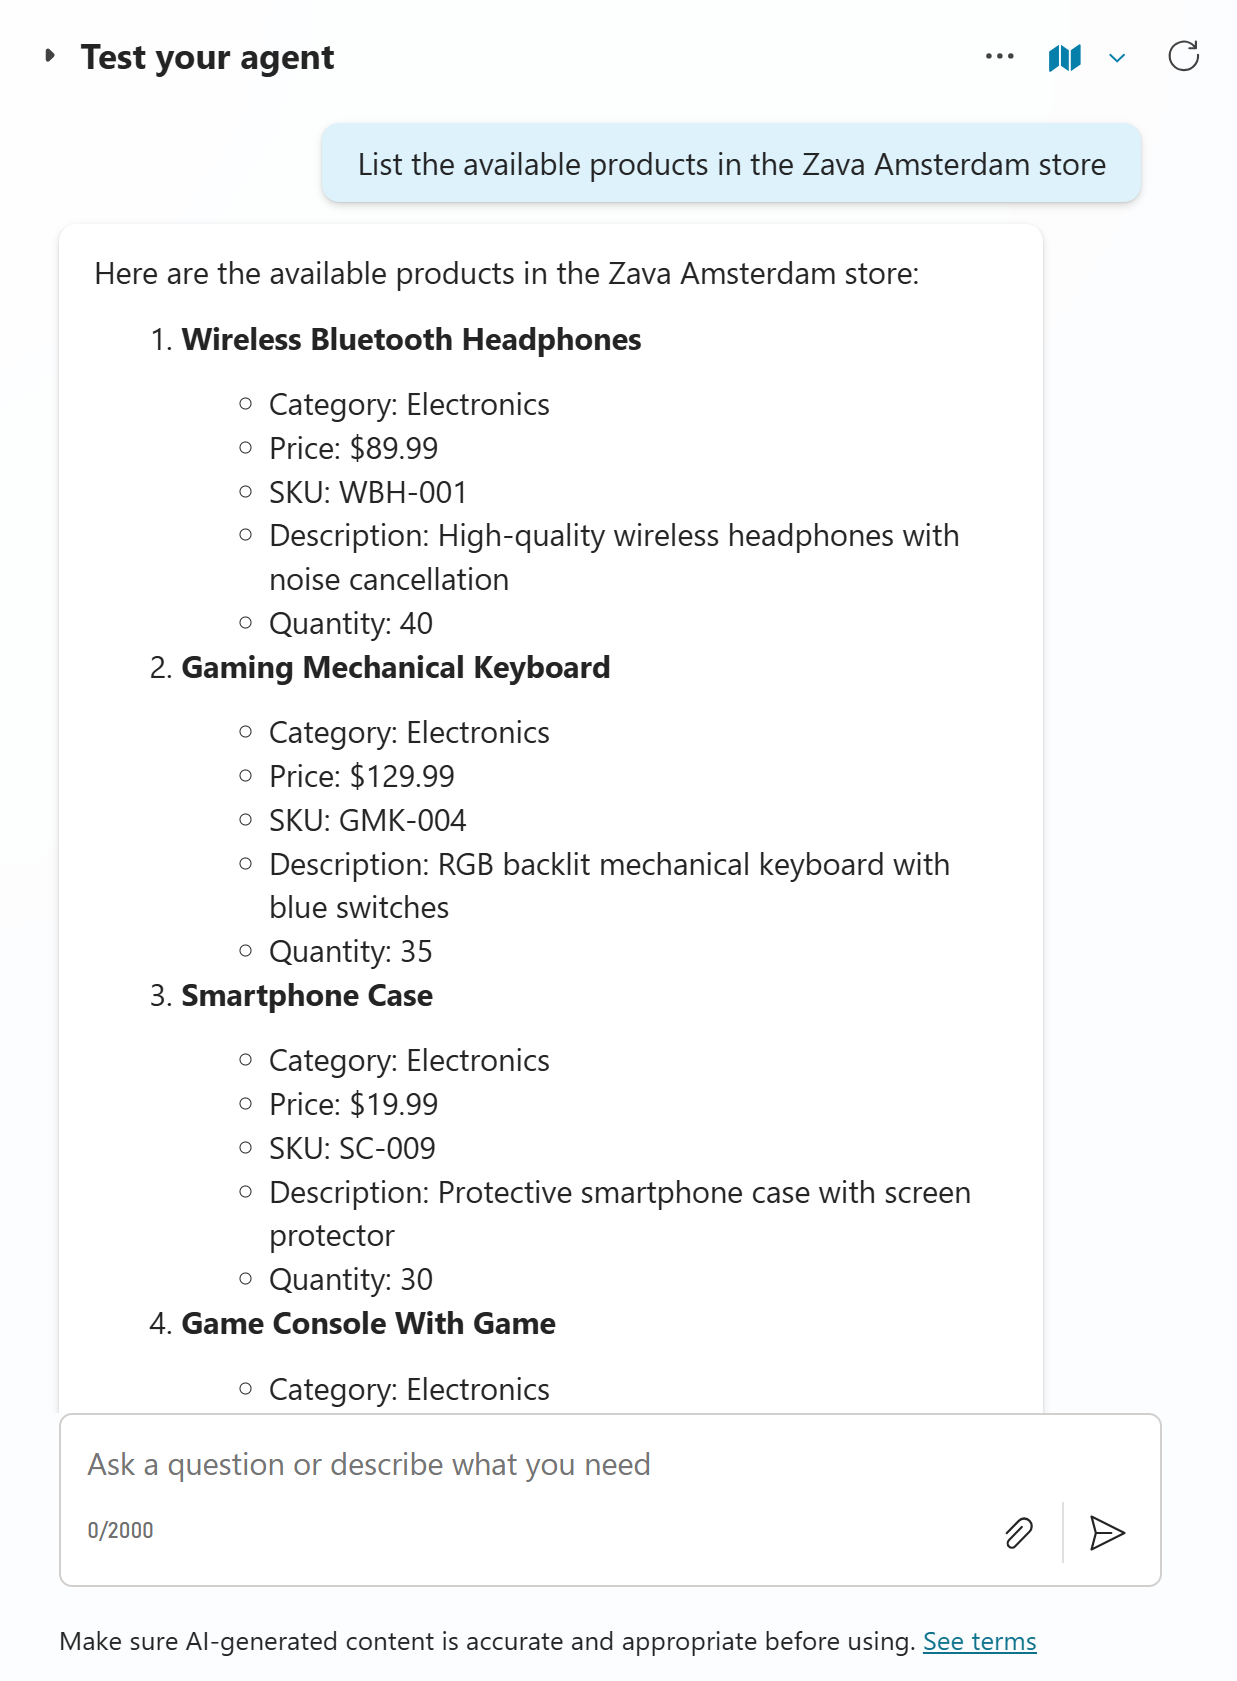 Test your agent
List the available products in the Zava Amsterdam store
Here are the available products in the Zava Amsterdam store:
1. Wireless Bluetooth Headphones
Category: Electronics
Price: $89.99
SKU: WBH-001
Description: High-quality wireless headphones with
noise cancellation
Quantity: 40
2. Gaming Mechanical Keyboard
Category: Electronics
Price: $129.99
SKU: GMK-004
Description: RGB backlit mechanical keyboard with
blue switches
Quantity: 35
3. Smartphone Case
Category: Electronics
Price: $19.99
SKU: SC-009
Description: Protective smartphone case with screen
protector
Quantity: 30
4. Game Console With Game
Category: Electronics
Ask a question or describe what you need
0/2000
Make sure AI-generated content is accurate and appropriate before using. See terms